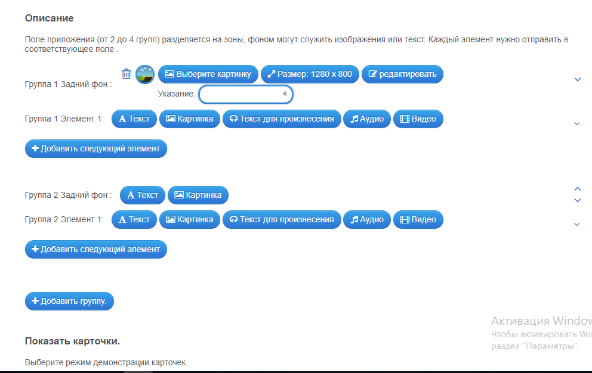 Описание
Поле приложения (от 2 до 4 групп) разделяется на зоны, фоном могут служить изображения или текст. Каждый элемент нужно отправить в
соответствующее поле .
Группа 1 Задний фон : Выберите картинку Размер: 1280 x 800 редактировать
Указание:
Группа 1 Элемент 1: Текст Картинка Текст для произнесения Аудио Видео
Добавить следующий элемент
Группа 2 Задний фон : Текст Картинка
Группа 2 Элемент 1: Текст Картинка Текст для произнесения Аудио Видео
Добавить следующий элемент
Добавить группу.
Показать карточки.
Выберите режим демонстрации карточек.
Активация Window
Чтобы активировать Wi
раздел "Параметры".